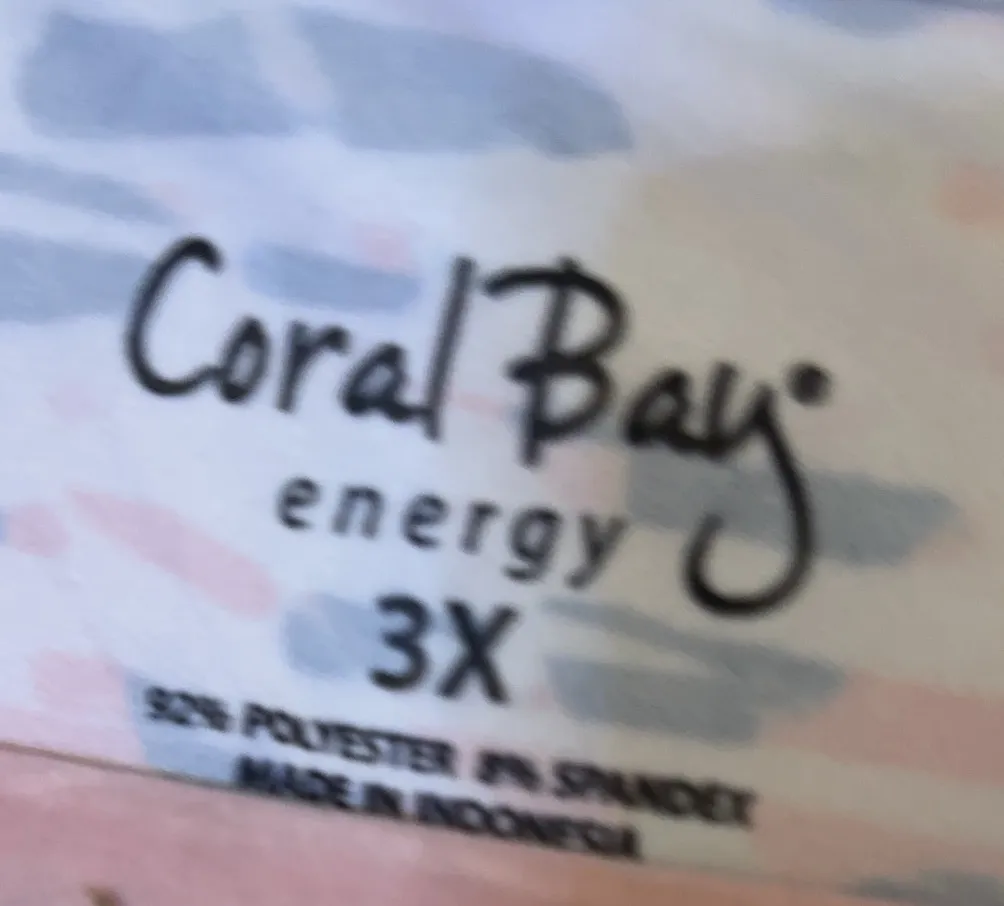 Coral Bay
energy
3X
92% POLYESTER 8% SPANDEX
MADE IN INDONESIA